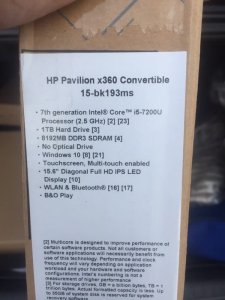 HP Pavilion x360 Convertible
15-bk193ms
• 7th generation Intel® Core™ i5-7200U
Processor (2.5 GHz) [2] [23]
• 1TB Hard Drive [3]
• 8192MB DDR3 SDRAM [4]
• No Optical Drive
• Windows 10 [8] [21]
• Touchscreen, Multi-touch enabled
• 15.6" Diagonal Full HD IPS LED
Display [10]
• WLAN & Bluetooth® [16] [17]
• B&O Play
[2] Multicore is designed to improve performance of
certain software products. Not all customers or
software applications will necessarily benefit from
use of this technology. Performance and clock
frequency will vary depending on application
workload and your hardware and software
configurations. Intel's numbering is not a
measurement of higher performance
[3] For storage drives, GB = a billion bytes, TB = a
trillion bytes. Actual formatted capacity is less. Up
to 35GB of system disk is reserved for system
recovery software